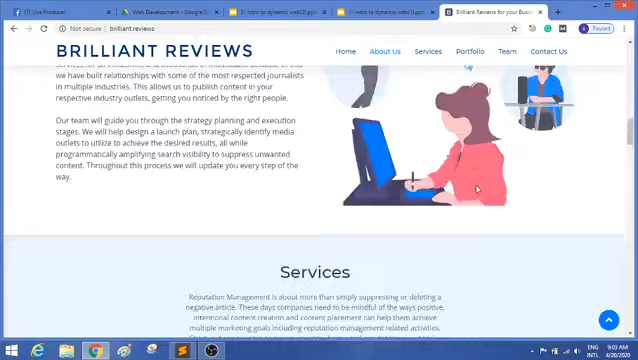 Live Producer
Web Development - Google D
2- intro to dynamic web(2).pptx
1-intro to dynamic web(1).pptx
Brilliant Reviews for your Busin
Not secure | brilliant.reviews
Paused
BRILLIANT REVIEWS
Home
About Us
Services
Portfolio
Team
Contact Us
we have built relationships with some of the most respected journalists
in multiple industries. This allows us to publish content in your
respective industry outlets, getting you noticed by the right people.
Our team will guide you through the strategy planning and execution
stages. We will help design a launch plan, strategically identify media
outlets to utilize to achieve the desired results, all while
programmatically amplifying search visibility to suppress unwanted
content. Throughout this process we will update you every step of the
way.
Services
Reputation Management is about more than simply suppressing or deleting a
negative article. These days companies need to be mindful of the ways positive,
intentional content creation and content placement can help them achieve
multiple marketing goals including reputation management related activities.
ENG
INTL
9:03 AM
4/20/2020